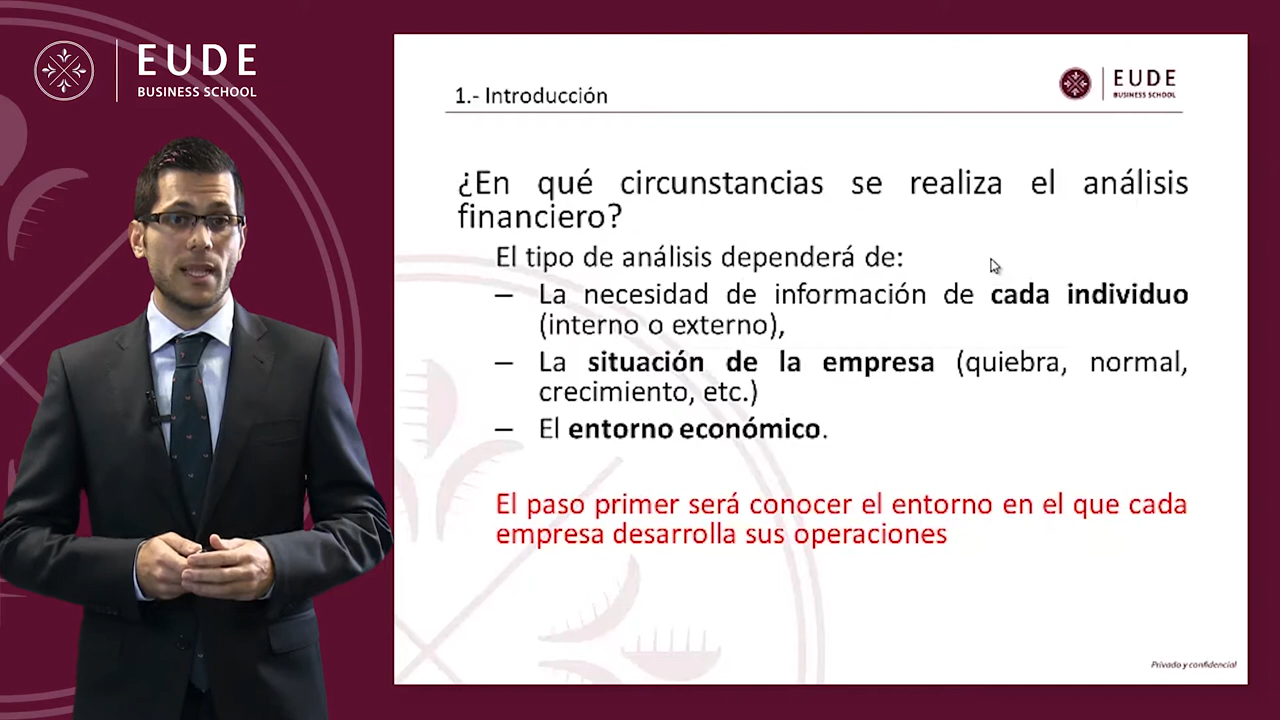 EUDE
BUSINESS SCHOOL
1.- Introducción
EUDE
BUSINESS SCHOOL
¿En qué circunstancias se realiza el análisis
financiero?
El tipo de análisis dependerá de:
– La necesidad de información de cada individuo
(interno o externo),
– La situación de la empresa (quiebra, normal,
crecimiento, etc.)
– El entorno económico.
El paso primer será conocer el entorno en el que cada
empresa desarrolla sus operaciones
Privado y confidencial